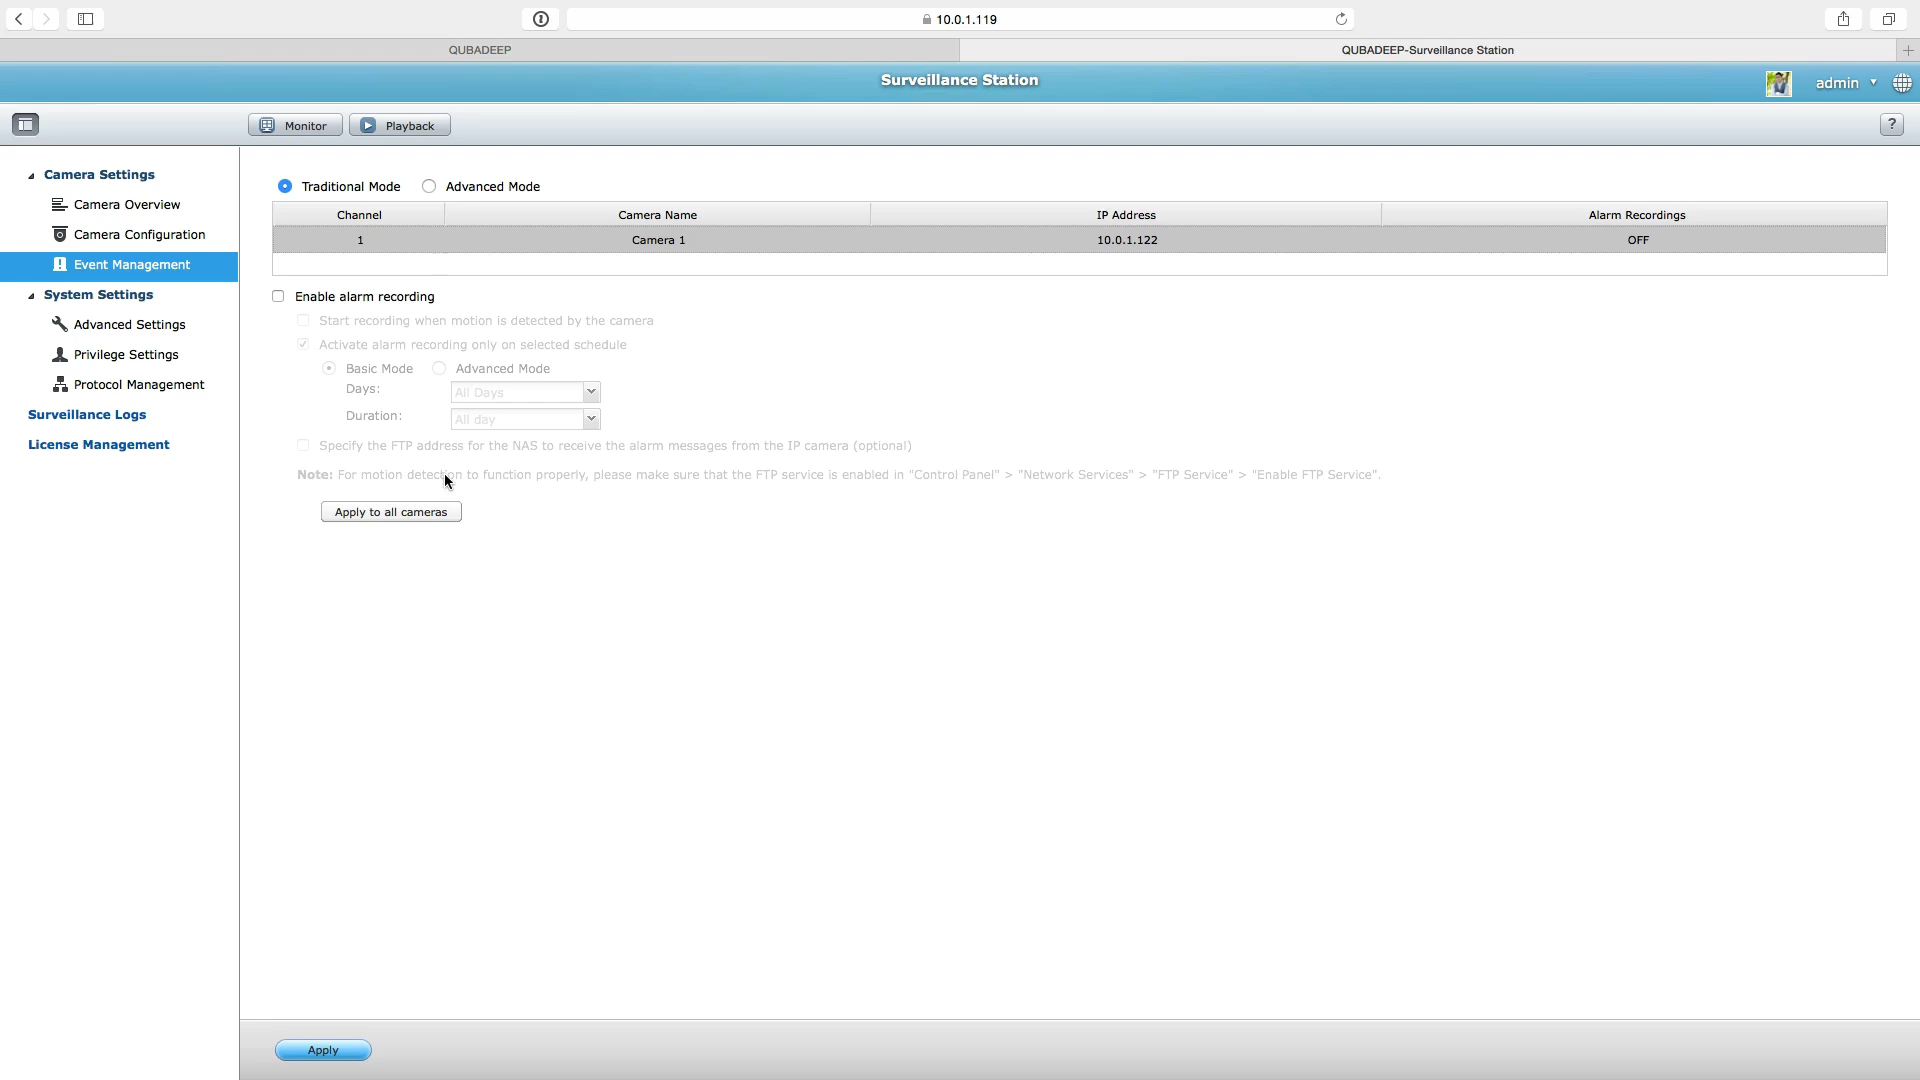 10.0.1.119
QUBADEEP
QUBADEEP-Surveillance Station
Surveillance Station
admin
Monitor
Playback
?
Camera Settings
Camera Overview
Camera Configuration
Event Management
System Settings
Advanced Settings
Privilege Settings
Protocol Management
Surveillance Logs
License Management
Traditional Mode
Advanced Mode
Channel
Camera Name
IP Address
Alarm Recordings
1
Camera 1
10.0.1.122
OFF
Enable alarm recording
Start recording when motion is detected by the camera
Activate alarm recording only on selected schedule
Basic Mode
Advanced Mode
Days:
All Days
Duration:
All day
Specify the FTP address for the NAS to receive the alarm messages from the IP camera (optional)
Note: For motion detection to function properly, please make sure that the FTP service is enabled in "Control Panel" > "Network Services" > "FTP Service" > "Enable FTP Service".
Apply to all cameras
Apply